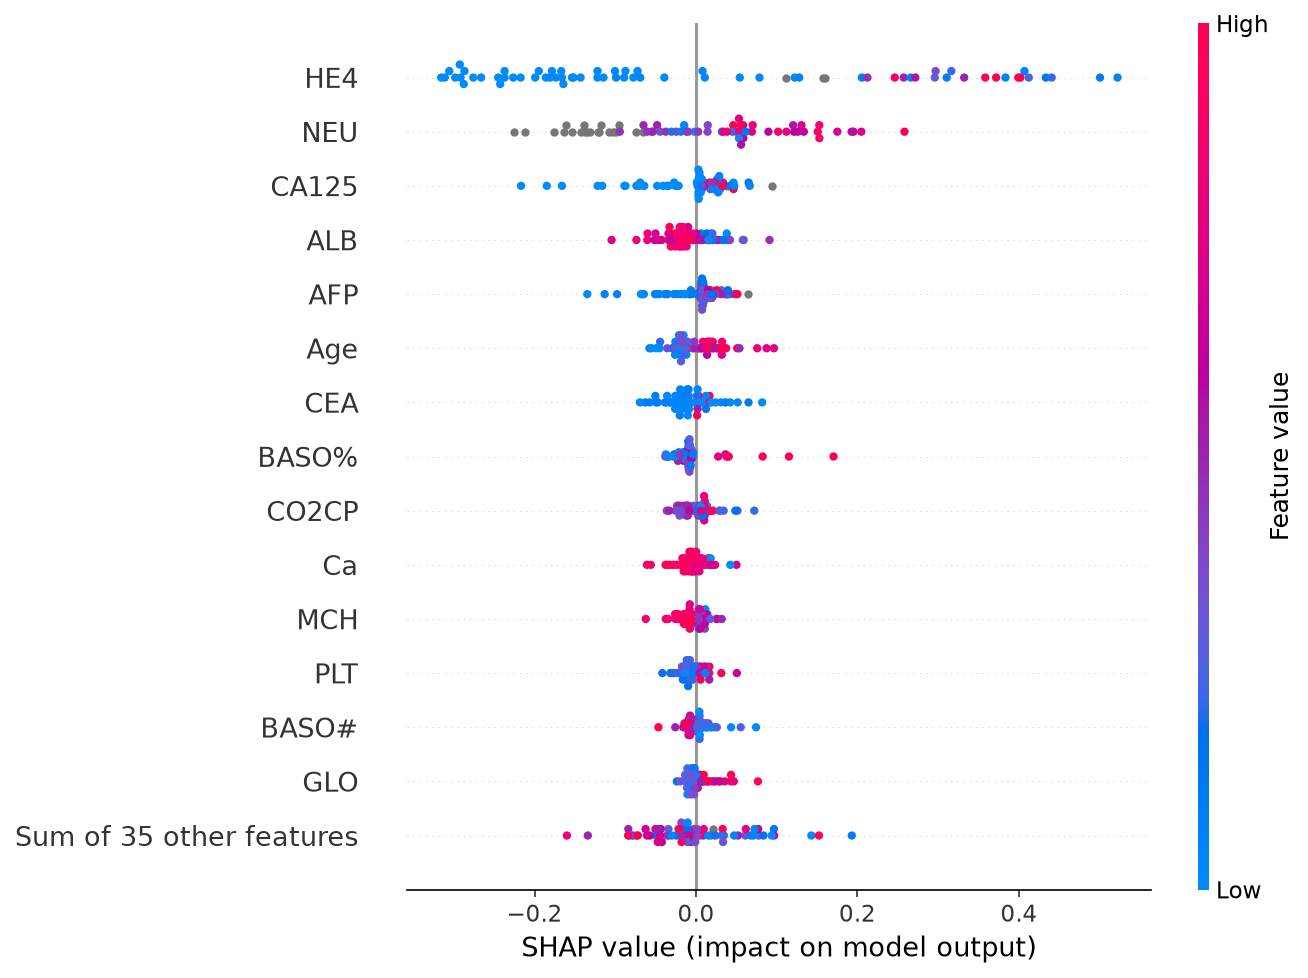 High
HE4
NEU
CA125
ALB
AFP
Age
CEA
BASO%
CO2CP
Ca
MCH
PLT
BASO#
GLO
Sum of 35 other features
Feature value
Low
−0.2 0.0 0.2 0.4
SHAP value (impact on model output)